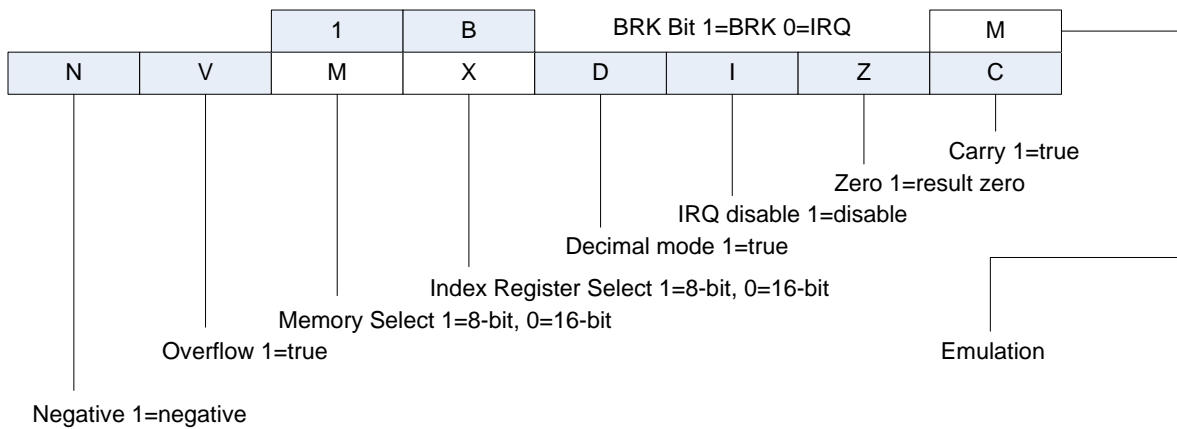 1 B BRK Bit 1=BRK 0=IRQ M
N V M X D I Z C
Carry 1=true
Zero 1=result zero
IRQ disable 1=disable
Decimal mode 1=true
Index Register Select 1=8-bit, 0=16-bit
Memory Select 1=8-bit, 0=16-bit
Overflow 1=true Emulation
Negative 1=negative